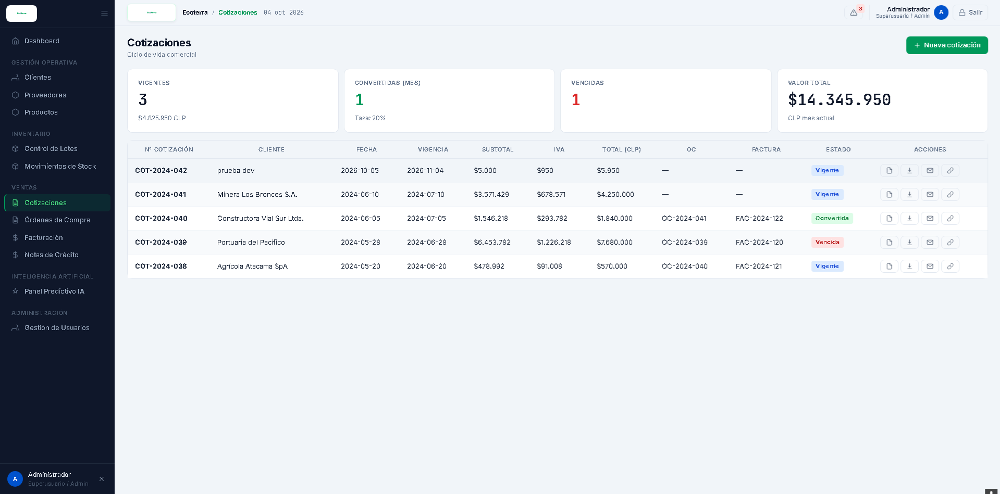 Ecoterra
Dashboard
GESTIÓN OPERATIVA
Clientes
Proveedores
Productos
INVENTARIO
Control de Lotes
Movimientos de Stock
VENTAS
Cotizaciones
Órdenes de Compra
Facturación
Notas de Crédito
INTELIGENCIA ARTIFICIAL
Panel Predictivo IA
ADMINISTRACIÓN
Gestión de Usuarios
A Administrador
Superusuario / Admin
Ecoterra Ecoterra / Cotizaciones 04 oct 2026
3 Administrador A Salir
Superusuario / Admin
Cotizaciones
Ciclo de vida comercial
+ Nueva cotización
VIGENTES
3
$4.825.950 CLP
CONVERTIDAS (MES)
1
Tasa: 20%
VENCIDAS
1
VALOR TOTAL
$14.345.950
CLP mes actual
N° COTIZACIÓN CLIENTE FECHA VIGENCIA SUBTOTAL IVA TOTAL (CLP) OC FACTURA ESTADO ACCIONES
COT-2024-042 prueba dev 2026-10-05 2026-11-04 $5.000 $950 $5.950 — — Vigente
COT-2024-041 Minera Los Bronces S.A. 2024-06-10 2024-07-10 $3.571.429 $678.571 $4.250.000 — — Vigente
COT-2024-040 Constructora Vial Sur Ltda. 2024-06-05 2024-07-05 $1.546.218 $293.782 $1.840.000 OC-2024-041 FAC-2024-122 Convertida
COT-2024-039 Portuaria del Pacífico 2024-05-28 2024-06-28 $6.453.782 $1.226.218 $7.680.000 OC-2024-039 FAC-2024-120 Vencida
COT-2024-038 Agrícola Atacama SpA 2024-05-20 2024-06-20 $478.992 $91.008 $570.000 OC-2024-040 FAC-2024-121 Vigente